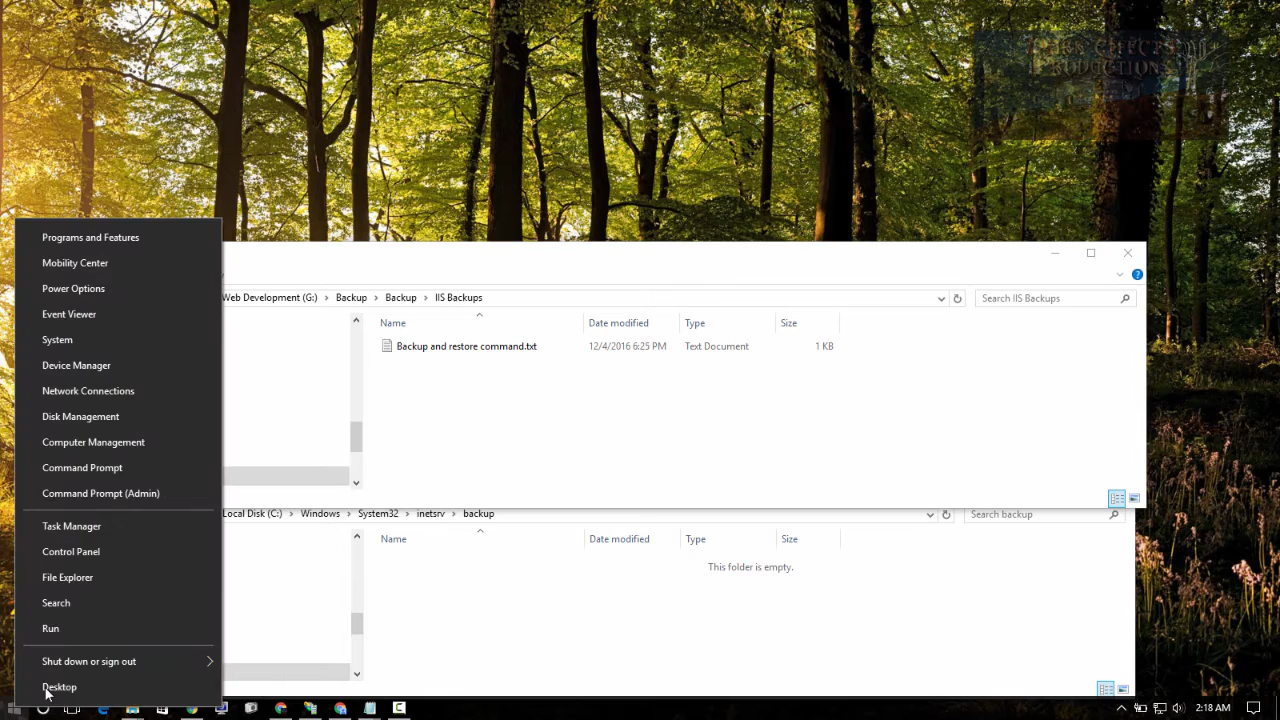 DARK EFFECTS
PRODUCTIONS
Programs and Features
Mobility Center
Power Options
Event Viewer
System
Device Manager
Network Connections
Disk Management
Computer Management
Command Prompt
Command Prompt (Admin)
Task Manager
Control Panel
File Explorer
Search
Run
Shut down or sign out
Desktop
Web Development (G:) > Backup > Backup > IIS Backups
Search IIS Backups
Name Date modified Type Size
Backup and restore command.txt 12/4/2016 6:25 PM Text Document 1 KB
Local Disk (C:) > Windows > System32 > inetsrv > backup
Search backup
Name Date modified Type Size
This folder is empty.
2:18 AM